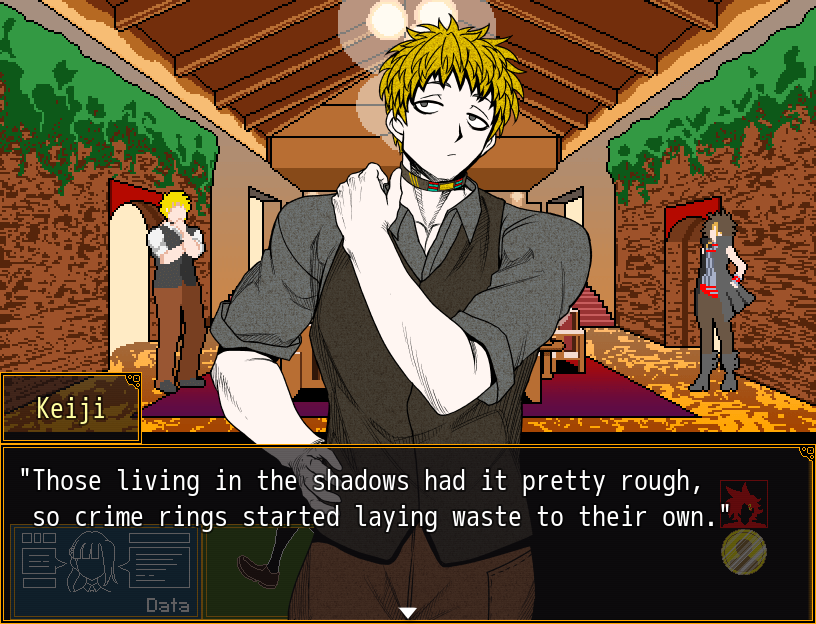 Keiji
"Those living in the shadows had it pretty rough,
so crime rings started laying waste to their own."
Data